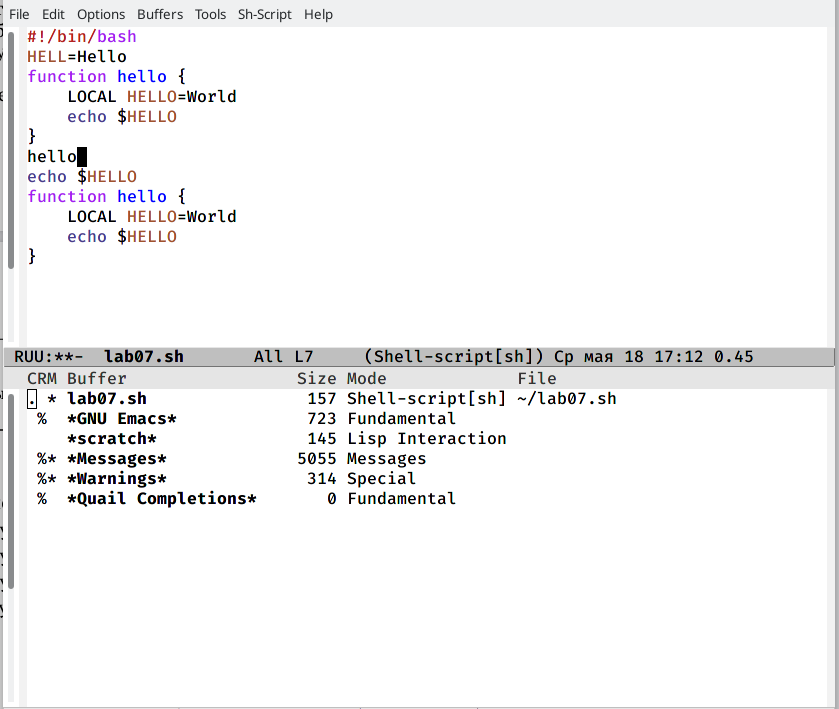 File Edit Options Buffers Tools Sh-Script Help
#!/bin/bash
HELL=Hello
function hello {
    LOCAL HELLO=World
    echo $HELLO
}
hello
echo $HELLO
function hello {
    LOCAL HELLO=World
    echo $HELLO
}
RUU:**-  lab07.sh       All L7     (Shell-script[sh]) Ср мая 18 17:12 0.45
CRM Buffer                 Size Mode             File
. * lab07.sh                157 Shell-script[sh] ~/lab07.sh
 %  *GNU Emacs*             723 Fundamental
    *scratch*               145 Lisp Interaction
 %* *Messages*             5055 Messages
 %* *Warnings*              314 Special
 %  *Quail Completions*       0 Fundamental